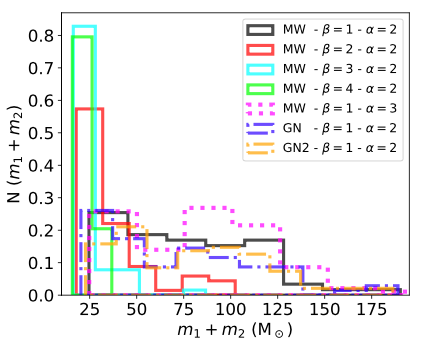 MW - β = 1 - α = 2
MW - β = 2 - α = 2
MW - β = 3 - α = 2
MW - β = 4 - α = 2
MW - β = 1 - α = 3
GN - β = 1 - α = 2
GN2 - β = 1 - α = 2
N (m₁ + m₂)
0.8
0.7
0.6
0.5
0.4
0.3
0.2
0.1
0.0
25 50 75 100 125 150 175
m₁ + m₂ (M⊙)